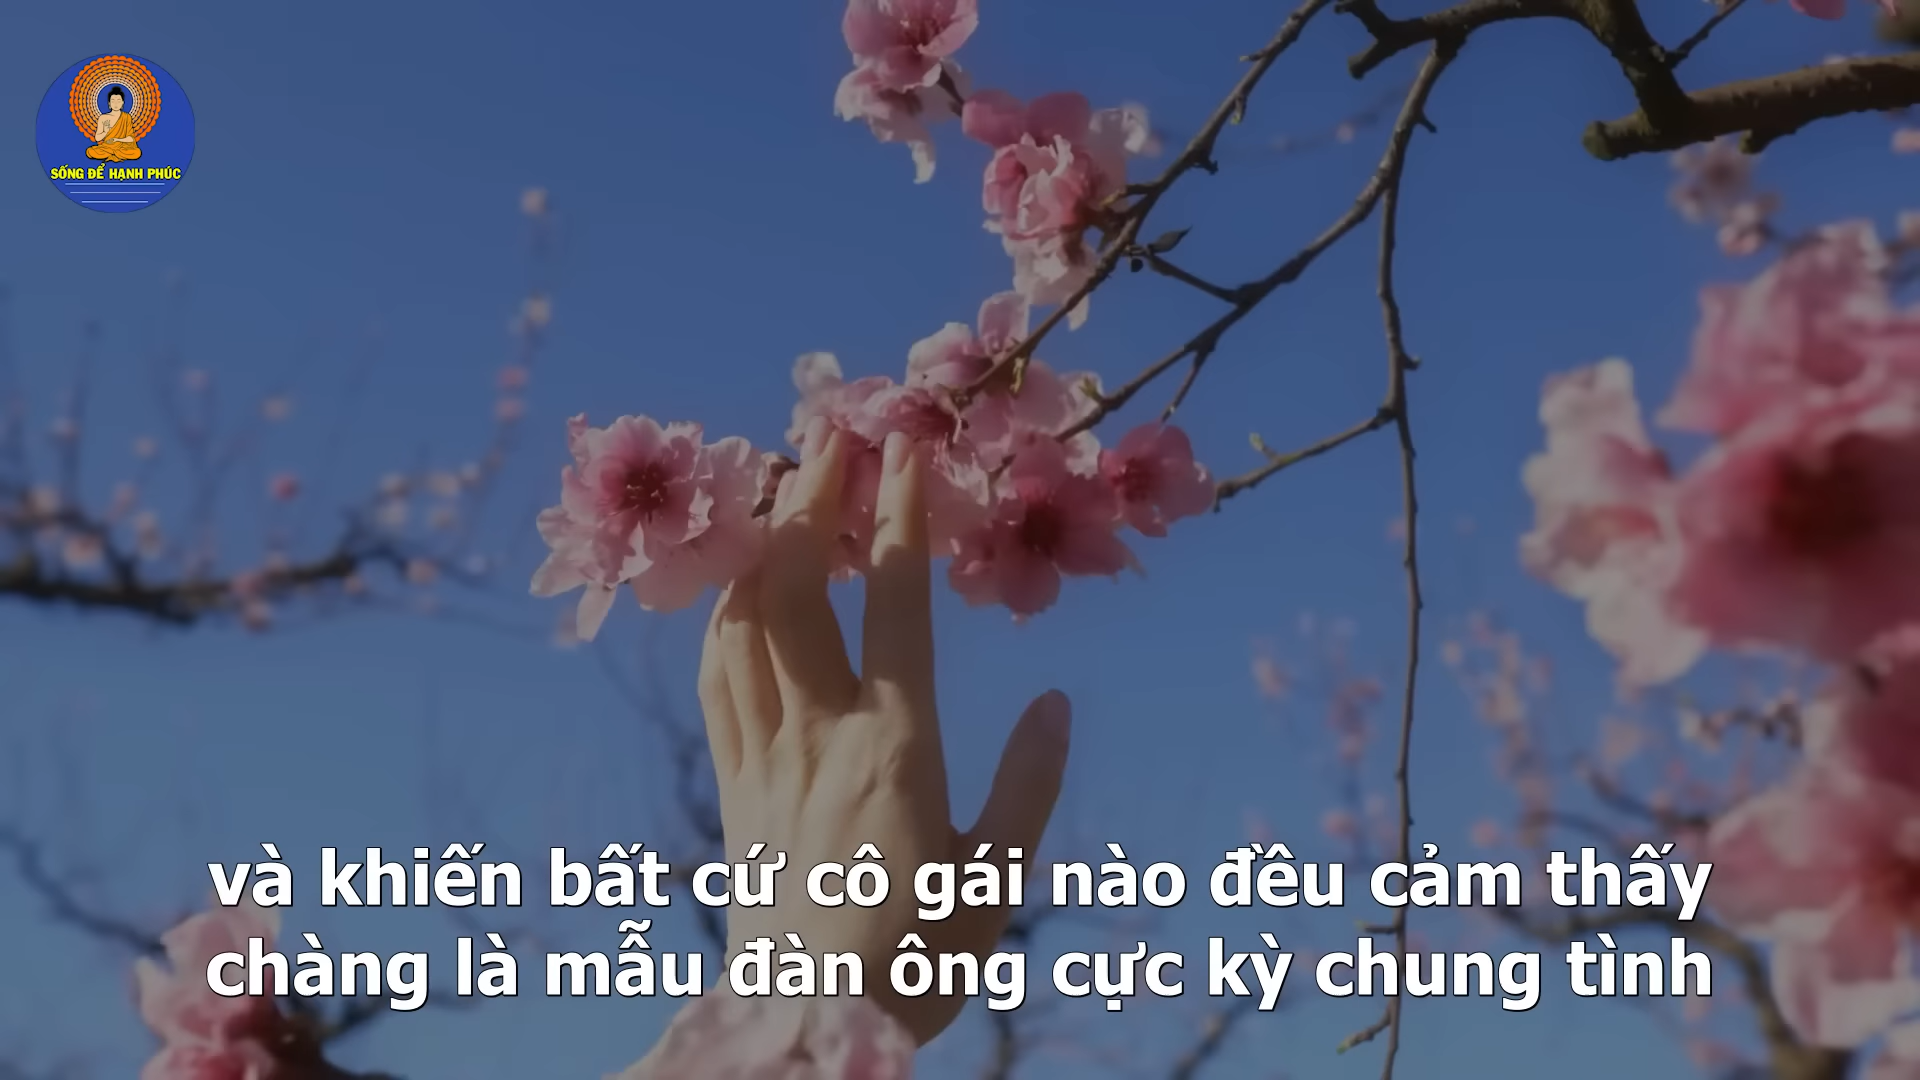 SỐNG ĐỂ HẠNH PHÚC
và khiến bất cứ cô gái nào đều cảm thấy
chàng là mẫu đàn ông cực kỳ chung tình